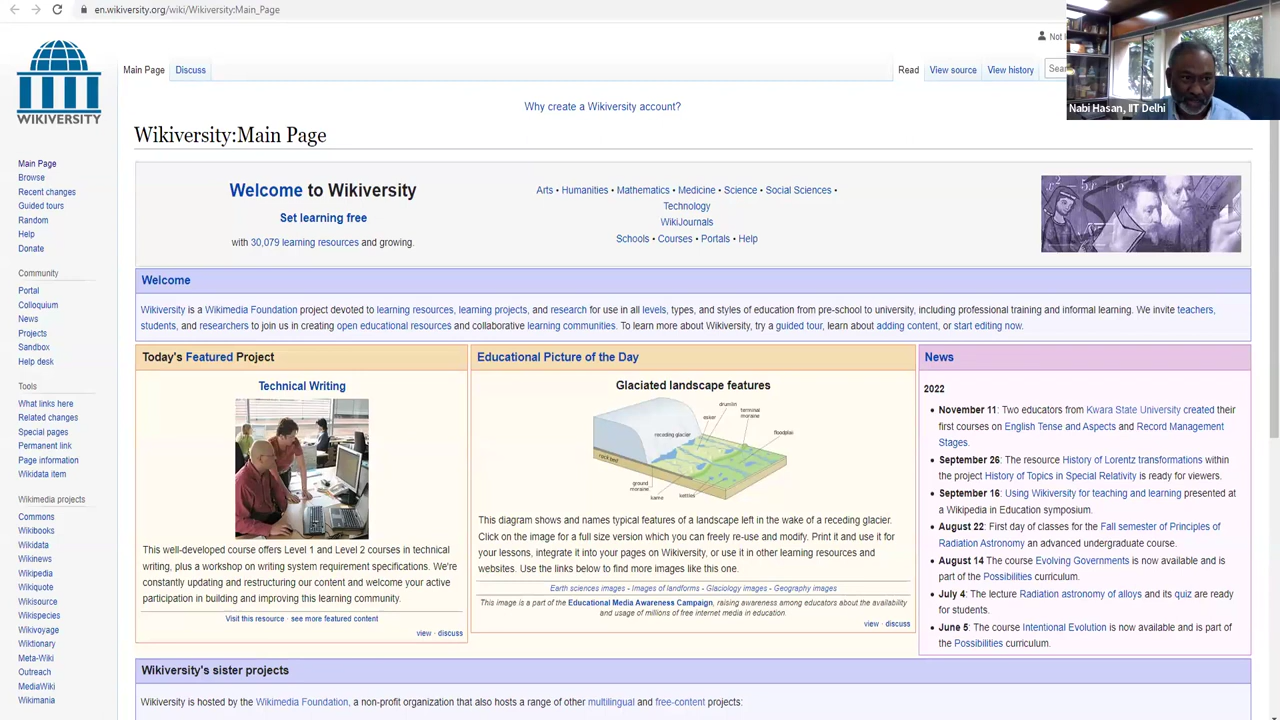 en.wikiversity.org/wiki/Wikiversity:Main_Page
Not l
Main Page
Discuss
Read
View source
View history
Sear
Nabi Hasan, IIT Delhi
WIKIVERSITY
Why create a Wikiversity account?
Wikiversity:Main Page
Main Page
Browse
Recent changes
Guided tours
Random
Help
Donate
Community
Portal
Colloquium
News
Projects
Sandbox
Help desk
Tools
What links here
Related changes
Special pages
Permanent link
Page information
Wikidata item
Wikimedia projects
Commons
Wikibooks
Wikidata
Wikinews
Wikipedia
Wikiquote
Wikisource
Wikispecies
Wikivoyage
Wiktionary
Meta-Wiki
Outreach
MediaWiki
Wikimania
Welcome to Wikiversity
Set learning free
with 30,079 learning resources and growing.
Arts • Humanities • Mathematics • Medicine • Science • Social Sciences •
Technology
WikiJournals
Schools • Courses • Portals • Help
Welcome
Wikiversity is a Wikimedia Foundation project devoted to learning resources, learning projects, and research for use in all levels, types, and styles of education from pre-school to university, including professional training and informal learning. We invite teachers,
students, and researchers to join us in creating open educational resources and collaborative learning communities. To learn more about Wikiversity, try a guided tour, learn about adding content, or start editing now.
Today's Featured Project
Technical Writing
This well-developed course offers Level 1 and Level 2 courses in technical
writing, plus a workshop on writing system requirement specifications. We're
constantly updating and restructuring our content and welcome your active
participation in building and improving this learning community.
Visit this resource · see more featured content
view · discuss
Educational Picture of the Day
Glaciated landscape features
drumlin
esker
terminal
moraine
receding glacier
floodplai
rock bed
ground
moraine
kame
kettles
This diagram shows and names typical features of a landscape left in the wake of a receding glacier.
Click on the image for a full size version which you can freely re-use and modify. Print it and use it for
your lessons, integrate it into your pages on Wikiversity, or use it in other learning resources and
websites. Use the links below to find more images like this one.
Earth sciences images - Images of landforms - Glaciology images - Geography images
This image is a part of the Educational Media Awareness Campaign, raising awareness among educators about the availability
and usage of millions of free internet media in education.
view · discuss
News
2022
• November 11: Two educators from Kwara State University created their
first courses on English Tense and Aspects and Record Management
Stages.
• September 26: The resource History of Lorentz transformations within
the project History of Topics in Special Relativity is ready for viewers.
• September 16: Using Wikiversity for teaching and learning presented at
a Wikipedia in Education symposium.
• August 22: First day of classes for the Fall semester of Principles of
Radiation Astronomy an advanced undergraduate course.
• August 14 The course Evolving Governments is now available and is
part of the Possibilities curriculum.
• July 4: The lecture Radiation astronomy of alloys and its quiz are ready
for students.
• June 5: The course Intentional Evolution is now available and is part of
the Possibilities curriculum.
Wikiversity's sister projects
Wikiversity is hosted by the Wikimedia Foundation, a non-profit organization that also hosts a range of other multilingual and free-content projects: